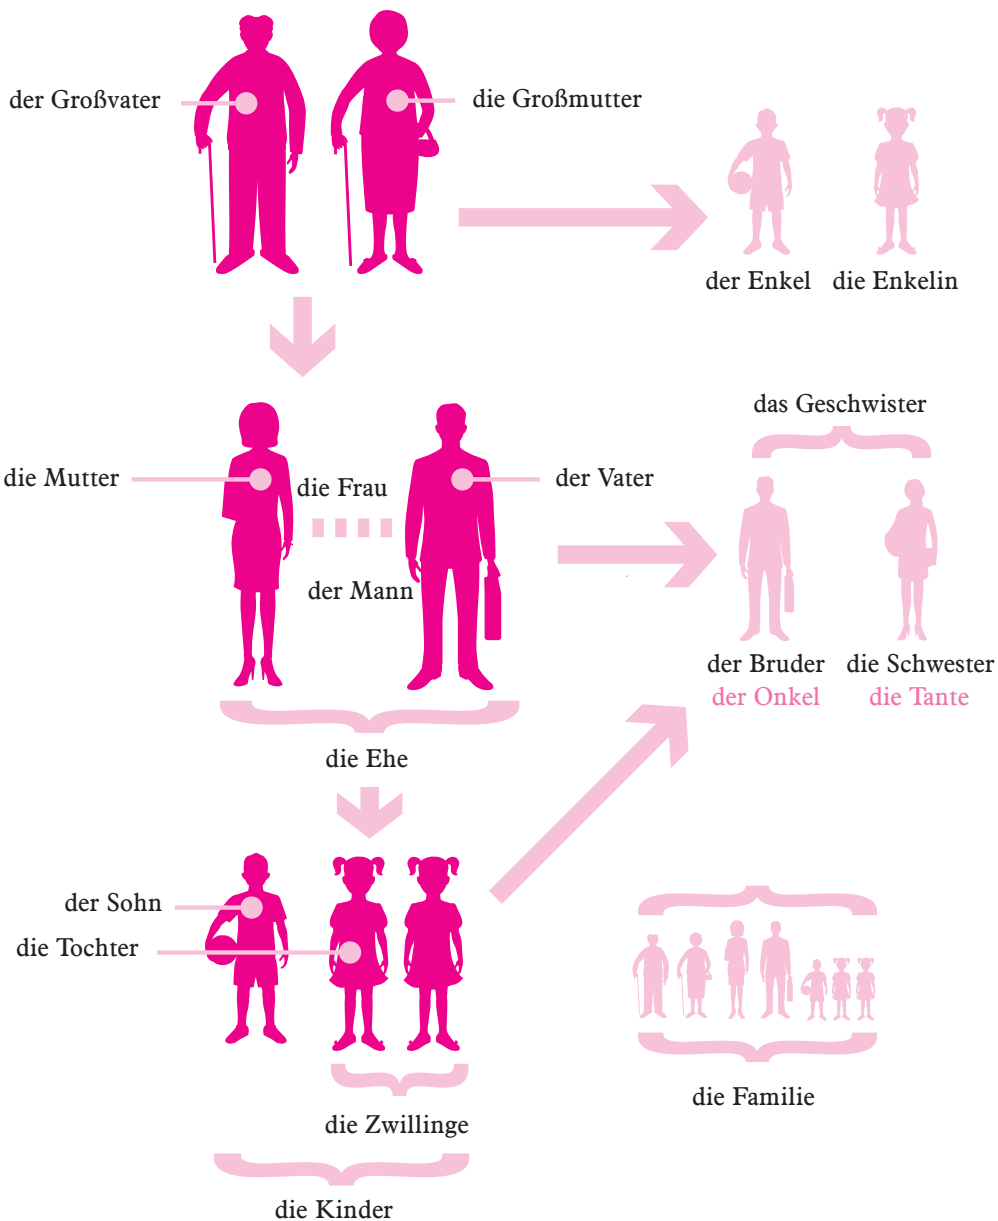 der Großvater
die Großmutter
der Enkel
die Enkelin
das Geschwister
die Mutter
die Frau
der Vater
der Mann
der Bruder
die Schwester
der Onkel
die Tante
die Ehe
der Sohn
die Tochter
die Familie
die Zwillinge
die Kinder